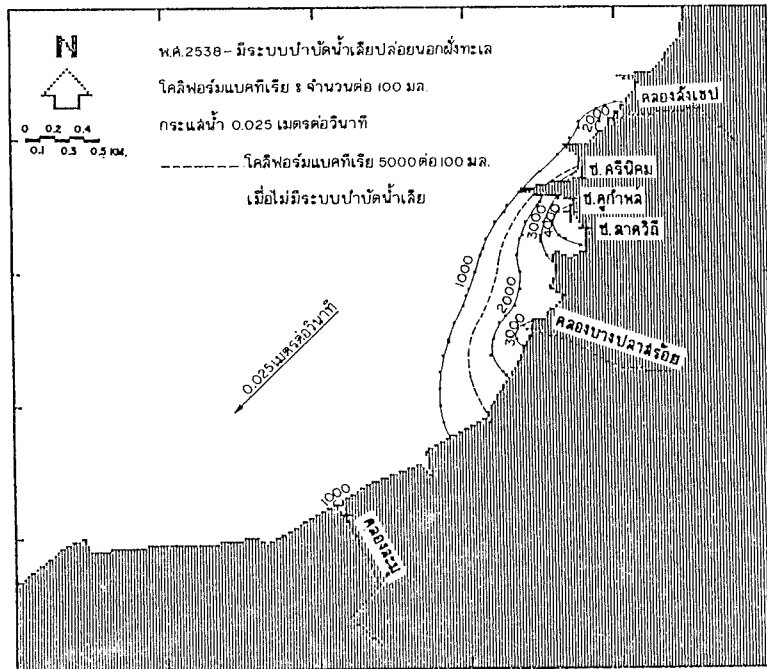 N
พ.ศ.2538 - มีระบบบำบัดน้ำเสียปล่อยนอกฝั่งทะเล
โคลิฟอร์มแบคทีเรีย : จำนวนต่อ 100 มล.
กระแสน้ำ 0.025 เมตรต่อวินาที
0 0.2 0.4
0.1 0.3 0.5 KM.
------- โคลิฟอร์มแบคทีเรีย 5000 ต่อ 100 มล.
เมื่อไม่มีระบบบำบัดน้ำเสีย
คลองสังเขป
2000
ซ.ศรีนิคม
ซ.คูกำพล
ซ.ลาดวิถี
3000
4000
1000
2000
3000
คลองบางปลาสร้อย
0.025 เมตรต่อวินาที
1000
คลองละมุ